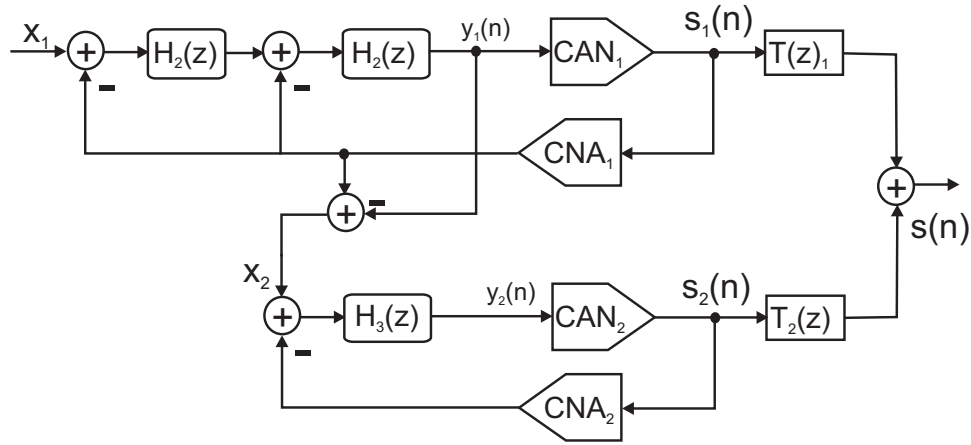 x₁
+
H₂(z)
+
H₂(z)
y₁(n)
CAN₁
s₁(n)
T(z)₁
-
-
CNA₁
+
-
+
s(n)
x₂
+
H₃(z)
y₂(n)
CAN₂
s₂(n)
T₂(z)
-
CNA₂